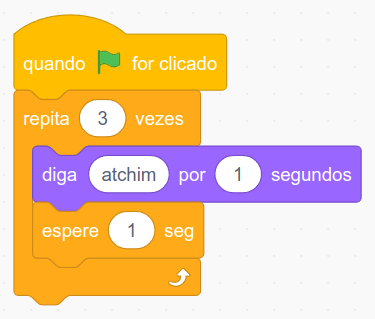 quando for clicado
repita 3 vezes
diga atchim por 1 segundos
espere 1 seg